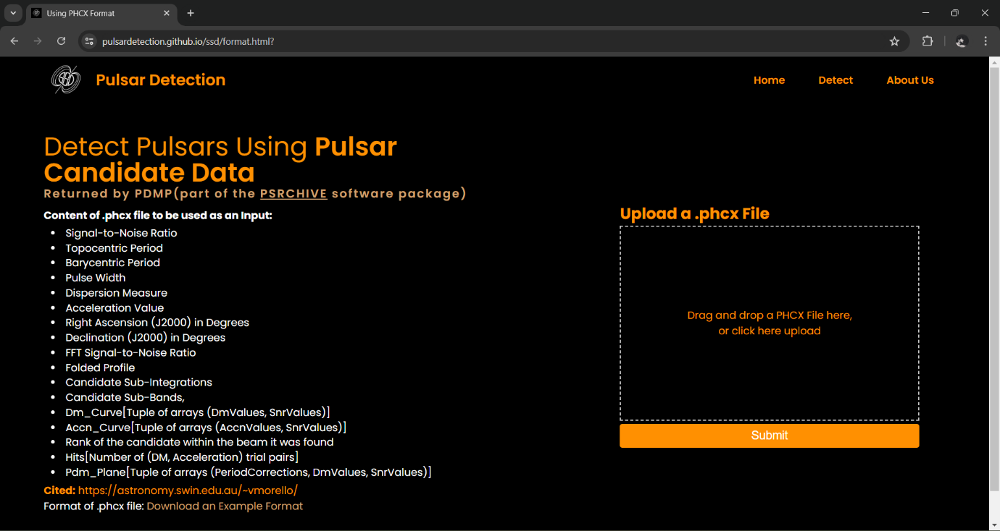 Using PHCX Format
pulsardetection.github.io/ssd/format.html?
Pulsar Detection
Home
Detect
About Us
Detect Pulsars Using Pulsar
Candidate Data
Returned by PDMP(part of the PSRCHIVE software package)
Content of .phcx file to be used as an Input:
• Signal-to-Noise Ratio
• Topocentric Period
• Barycentric Period
• Pulse Width
• Dispersion Measure
• Acceleration Value
• Right Ascension (J2000) in Degrees
• Declination (J2000) in Degrees
• FFT Signal-to-Noise Ratio
• Folded Profile
• Candidate Sub-Integrations
• Candidate Sub-Bands,
• Dm_Curve[Tuple of arrays (DmValues, SnrValues)]
• Accn_Curve[Tuple of arrays (AccnValues, SnrValues)]
• Rank of the candidate within the beam it was found
• Hits[Number of (DM, Acceleration) trial pairs]
• Pdm_Plane[Tuple of arrays (PeriodCorrections, DmValues, SnrValues)]
Cited: https://astronomy.swin.edu.au/~vmorello/
Format of .phcx file: Download an Example Format
Upload a .phcx File
Drag and drop a PHCX File here,
or click here upload
Submit